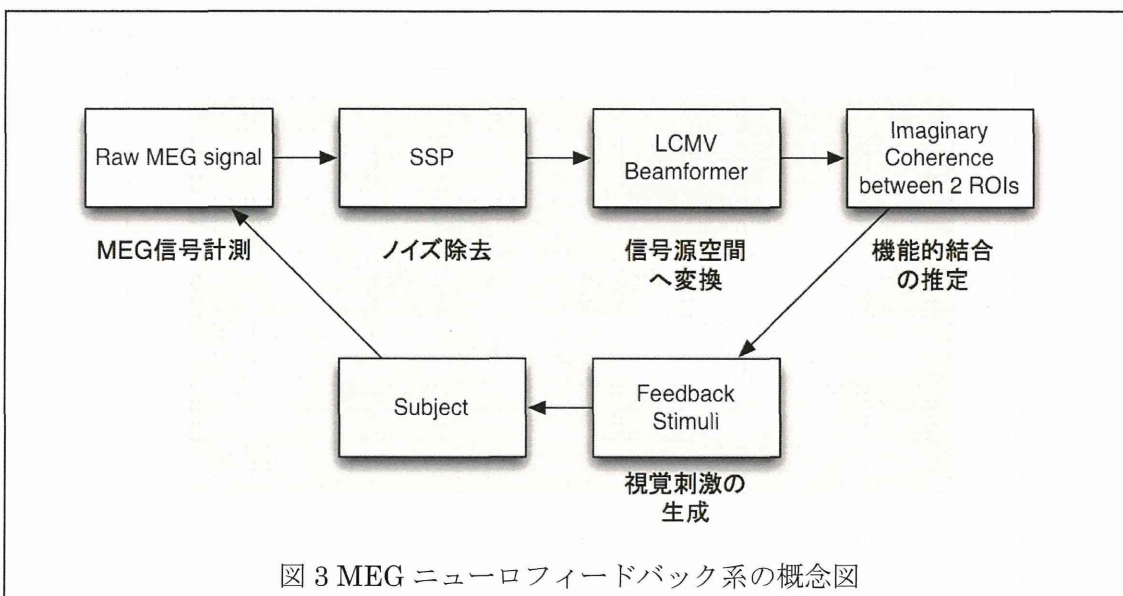 Raw MEG signal
MEG信号計測
SSP
ノイズ除去
LCMV
Beamformer
信号源空間
へ変換
Imaginary
Coherence
between 2 ROIs
機能的結合
の推定
Subject
Feedback
Stimuli
視覚刺激の
生成
図 3 MEG ニューロフィードバック系の概念図